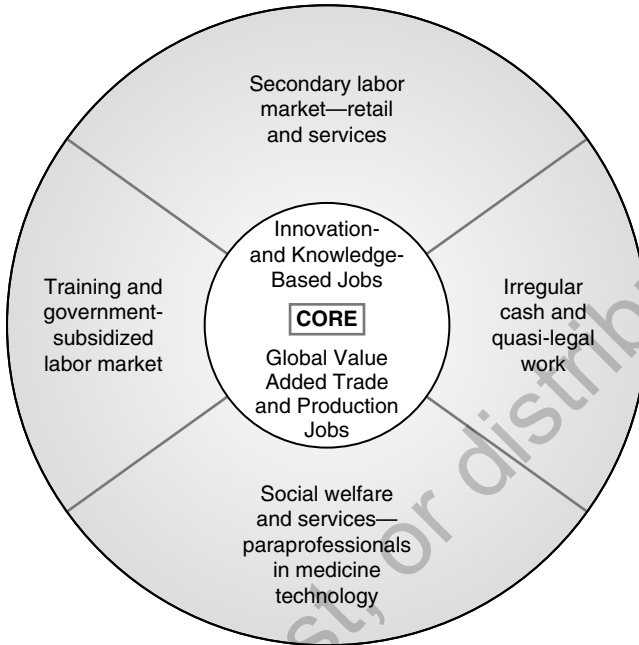 Secondary labor
market—retail
and services
Innovation-
and Knowledge-
Based Jobs
CORE
Global Value
Added Trade
and Production
Jobs
Training and
government-
subsidized
labor market
Irregular
cash and
quasi-legal
work
Social welfare
and services—
paraprofessionals
in medicine
technology
or